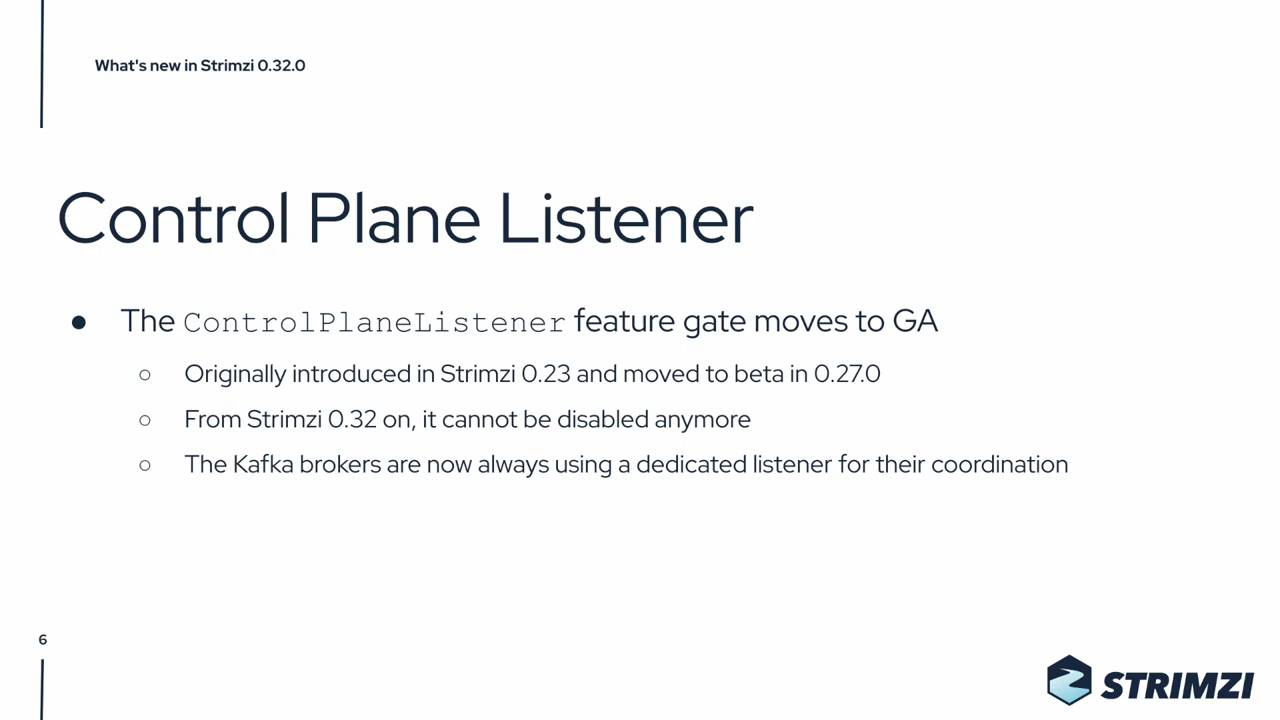 What's new in Strimzi 0.32.0
Control Plane Listener
● The ControlPlaneListener feature gate moves to GA
○ Originally introduced in Strimzi 0.23 and moved to beta in 0.27.0
○ From Strimzi 0.32 on, it cannot be disabled anymore
○ The Kafka brokers are now always using a dedicated listener for their coordination
6
STRIMZI